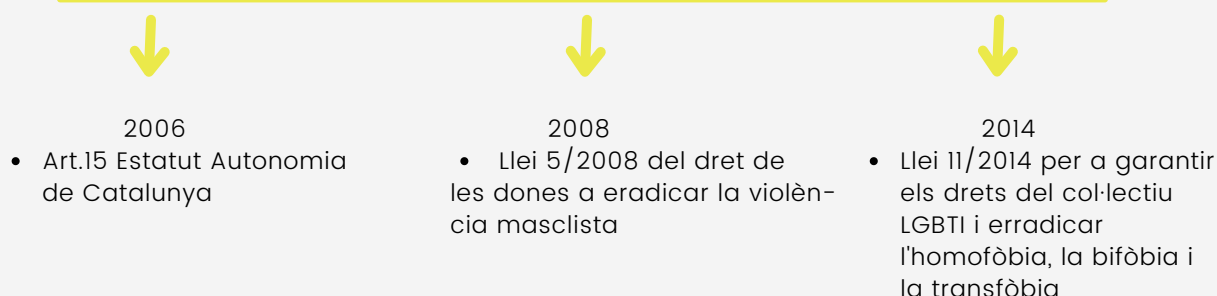 2006
• Art.15 Estatut Autonomia
de Catalunya
2008
• Llei 5/2008 del dret de
les dones a eradicar la violèn-
cia masclista
2014
• Llei 11/2014 per a garantir
els drets del col·lectiu
LGBTI i erradicar
l'homofòbia, la bifòbia i
la transfòbia